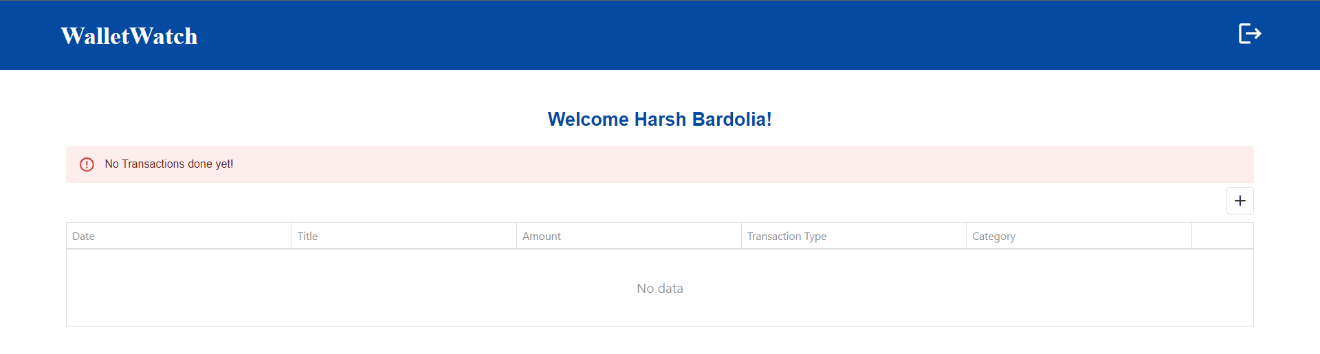 WalletWatch
Welcome Harsh Bardolia!
No Transactions done yet!
+
Date Title Amount Transaction Type Category
No data